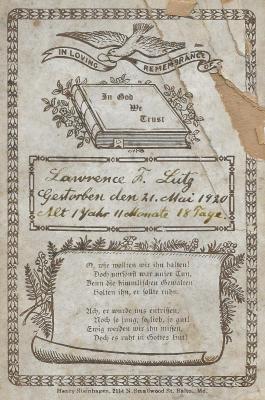 IN LOVING REMEMBRANCE
In God
We
Trust
Lawrence F. Lutz
Gestorben den 21. Mai 1920
Alt 1 Jahr 11 Monate 18 Tage.
O, wie wollten wir ihn halten!
Doch umsonst war unser Tun,
Denn die himmlischen Gewalten
Halten ihn, er sollte ruhn.
Ach, er wurde uns entrissen,
Noch so jung, so lieb, so gut!
Ewig werden wir ihn missen,
Doch es ruht in Gottes Hut!
Henry Steinhagen, 2114 N. Smallwood St. Balto., Md.